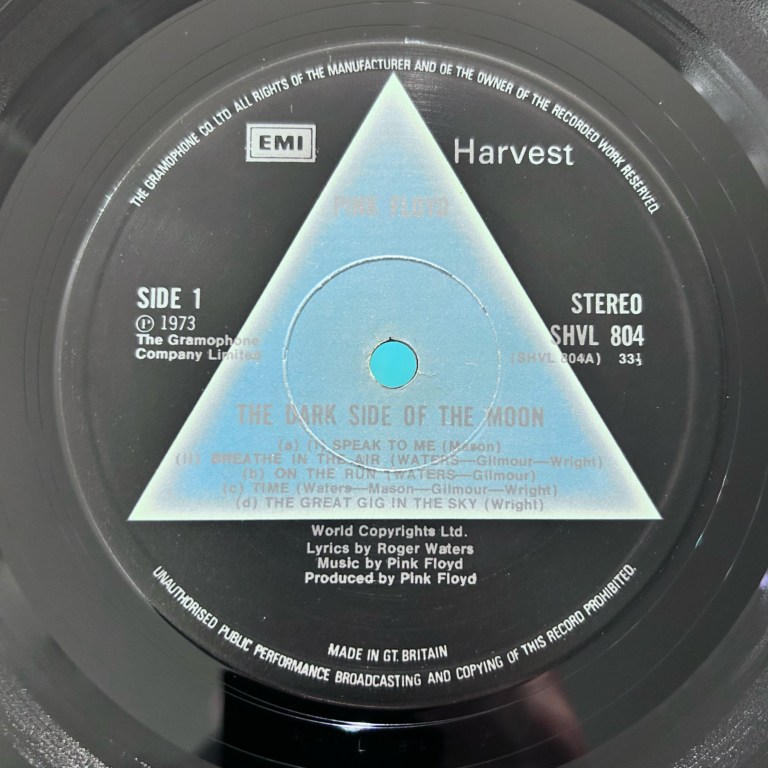 THE GRAMOPHONE CO. LTD. ALL RIGHTS OF THE MANUFACTURER AND OF THE OWNER OF THE RECORDED WORK RESERVED.
EMI
Harvest
PINK FLOYD
SIDE 1
℗ 1973
The Gramophone
Company Limited
STEREO
SHVL 804
(SHVL 804A) 33⅓
THE DARK SIDE OF THE MOON
(a) (i) SPEAK TO ME (Mason)
(ii) BREATHE IN THE AIR (WATERS—Gilmour—Wright)
(b) ON THE RUN (WATERS—Gilmour)
(c) TIME (Waters—Mason—Gilmour—Wright)
(d) THE GREAT GIG IN THE SKY (Wright)
World Copyrights Ltd.
Lyrics by Roger Waters
Music by Pink Floyd
Produced by Pink Floyd
MADE IN GT. BRITAIN
UNAUTHORISED PUBLIC PERFORMANCE BROADCASTING AND COPYING OF THIS RECORD PROHIBITED.